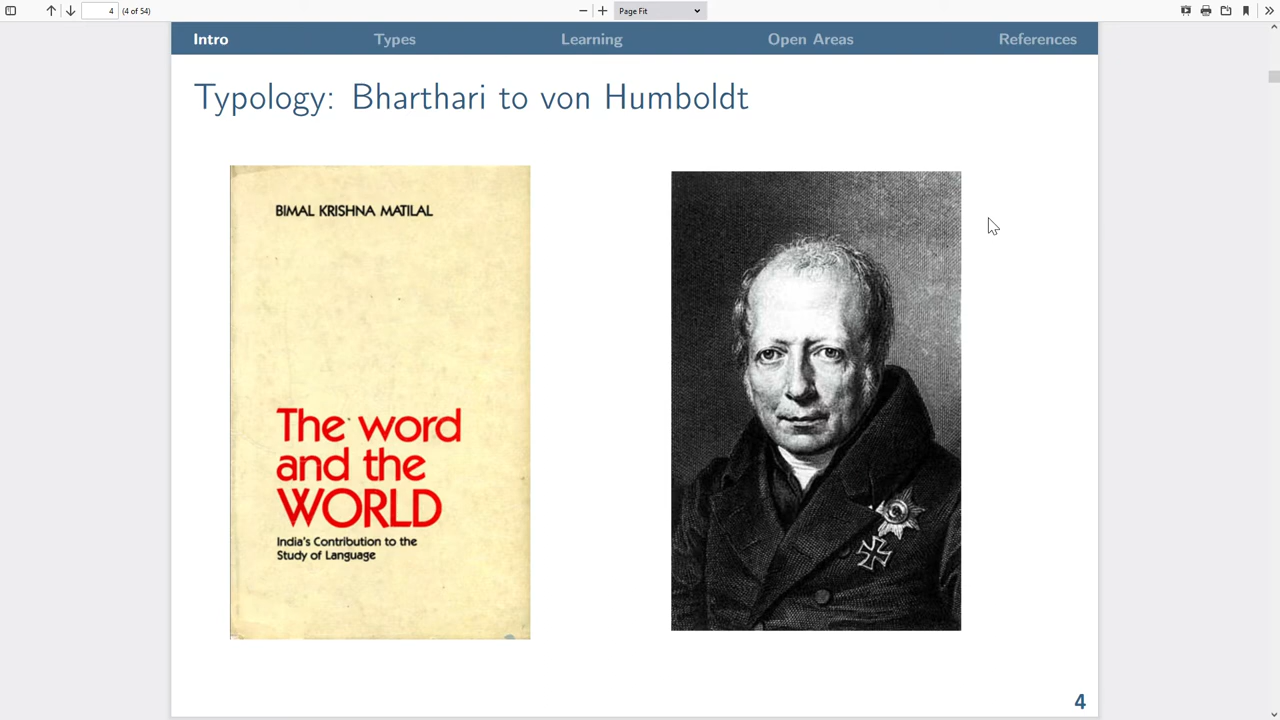 4 (4 of 54) Page Fit
Intro Types Learning Open Areas References
Typology: Bharthari to von Humboldt
BIMAL KRISHNA MATILAL
The word
and the
WORLD
India's Contribution to the
Study of Language
4